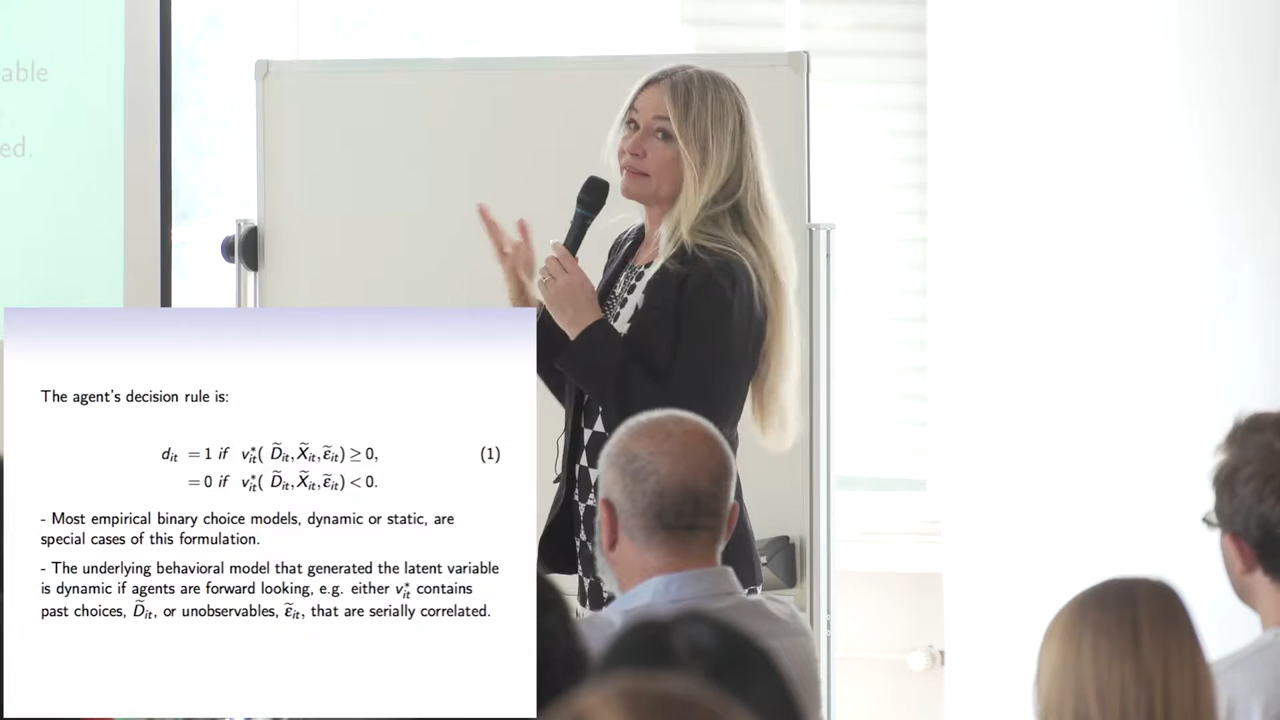 able
ed.
The agent's decision rule is:
d_it = 1 if v*_it( D̃_it, X̃_it, ε̃_it) ≥ 0, (1)
= 0 if v*_it( D̃_it, X̃_it, ε̃_it) < 0.
- Most empirical binary choice models, dynamic or static, are
special cases of this formulation.
- The underlying behavioral model that generated the latent variable
is dynamic if agents are forward looking, e.g. either v*_it contains
past choices, D̃_it, or unobservables, ε̃_it, that are serially correlated.